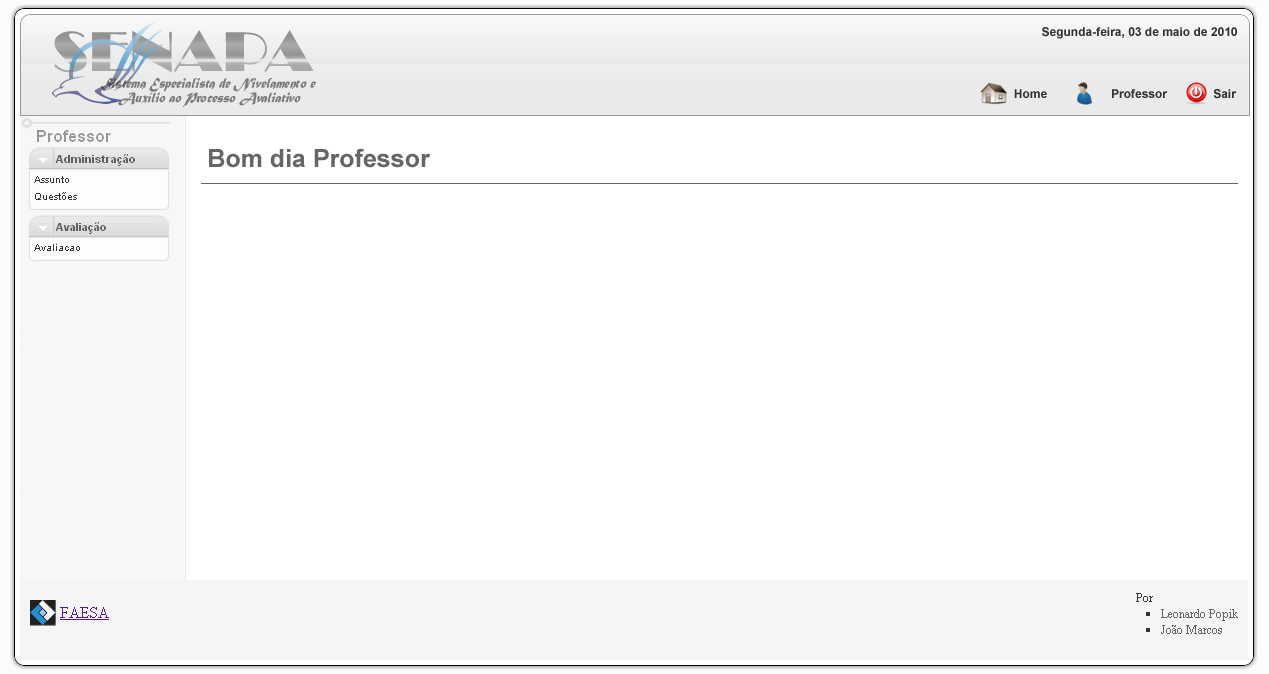 SENAPA
Sistema Especialista de Nivelamento e
Auxílio ao Processo Avaliativo
Segunda-feira, 03 de maio de 2010
Home
Professor
Sair
Professor
Administração
Assunto
Questões
Avaliação
Avaliacao
Bom dia Professor
FAESA
Por
Leonardo Popik
João Marcos